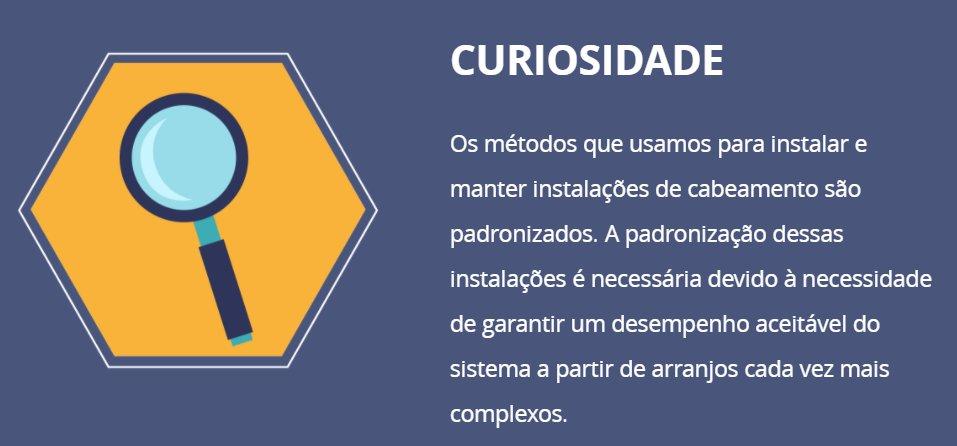 CURIOSIDADE
Os métodos que usamos para instalar e
manter instalações de cabeamento são
padronizados. A padronização dessas
instalações é necessária devido à necessidade
de garantir um desempenho aceitável do
sistema a partir de arranjos cada vez mais
complexos.